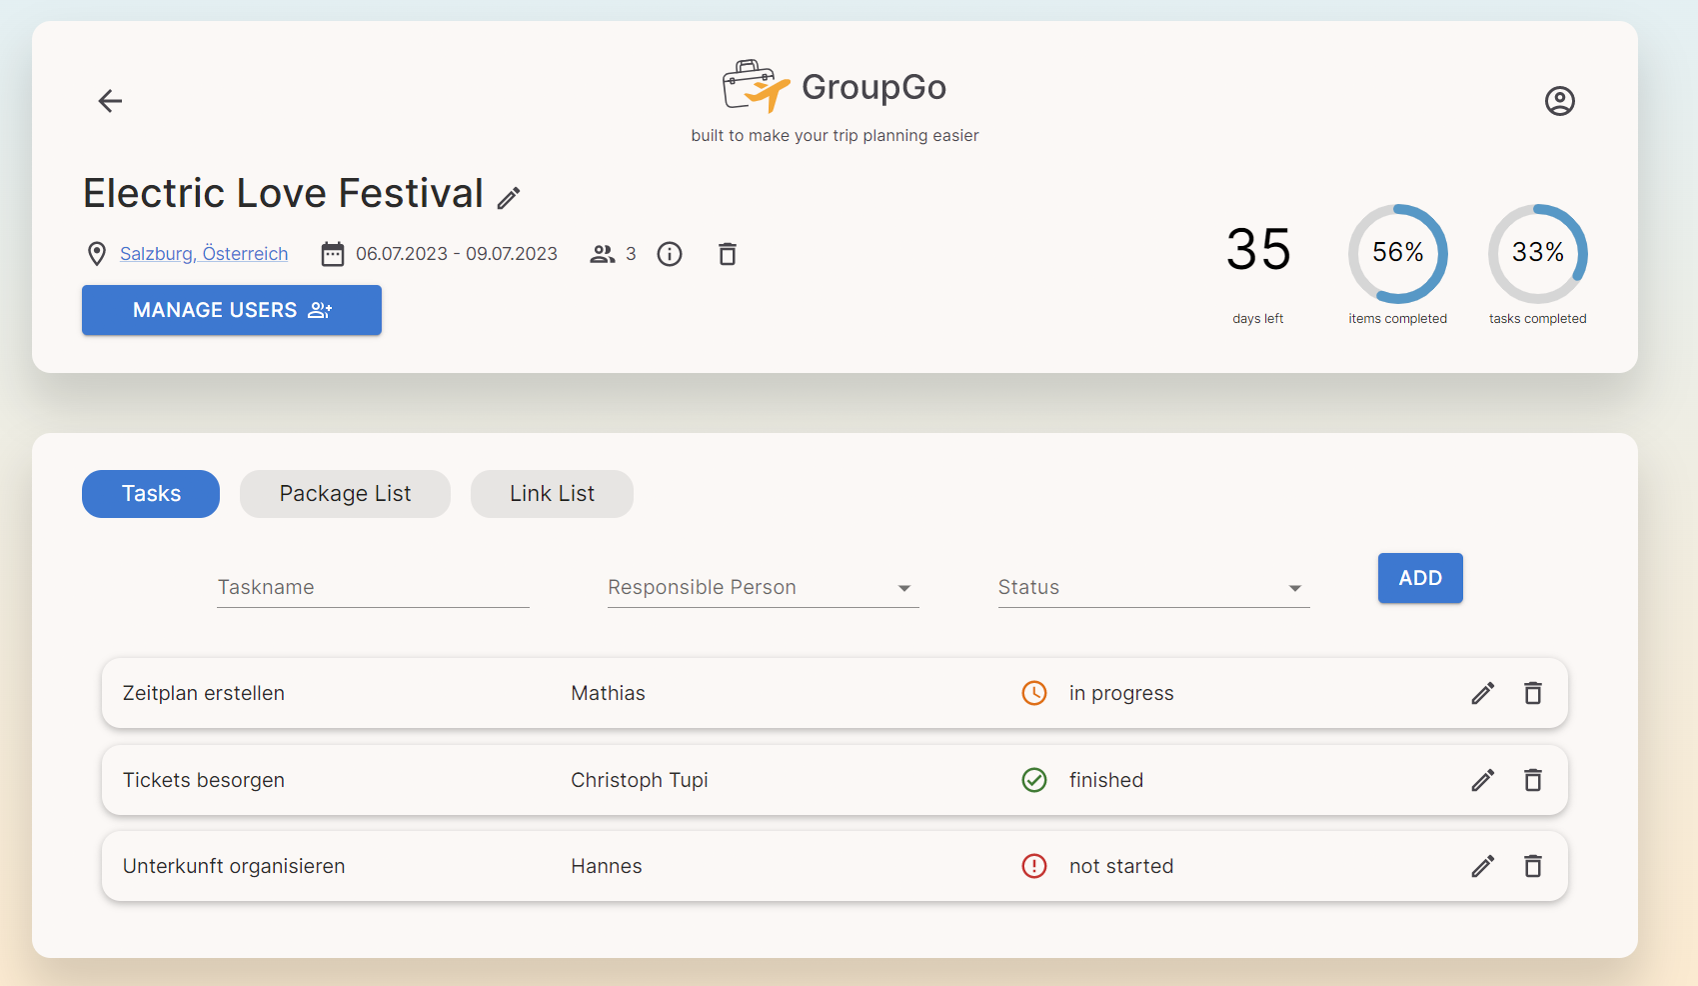 GroupGo
built to make your trip planning easier
Electric Love Festival
Salzburg, Österreich 06.07.2023 - 09.07.2023 3
MANAGE USERS
35 56% 33%
days left items completed tasks completed
Tasks Package List Link List
Taskname Responsible Person Status ADD
Zeitplan erstellen Mathias in progress
Tickets besorgen Christoph Tupi finished
Unterkunft organisieren Hannes not started